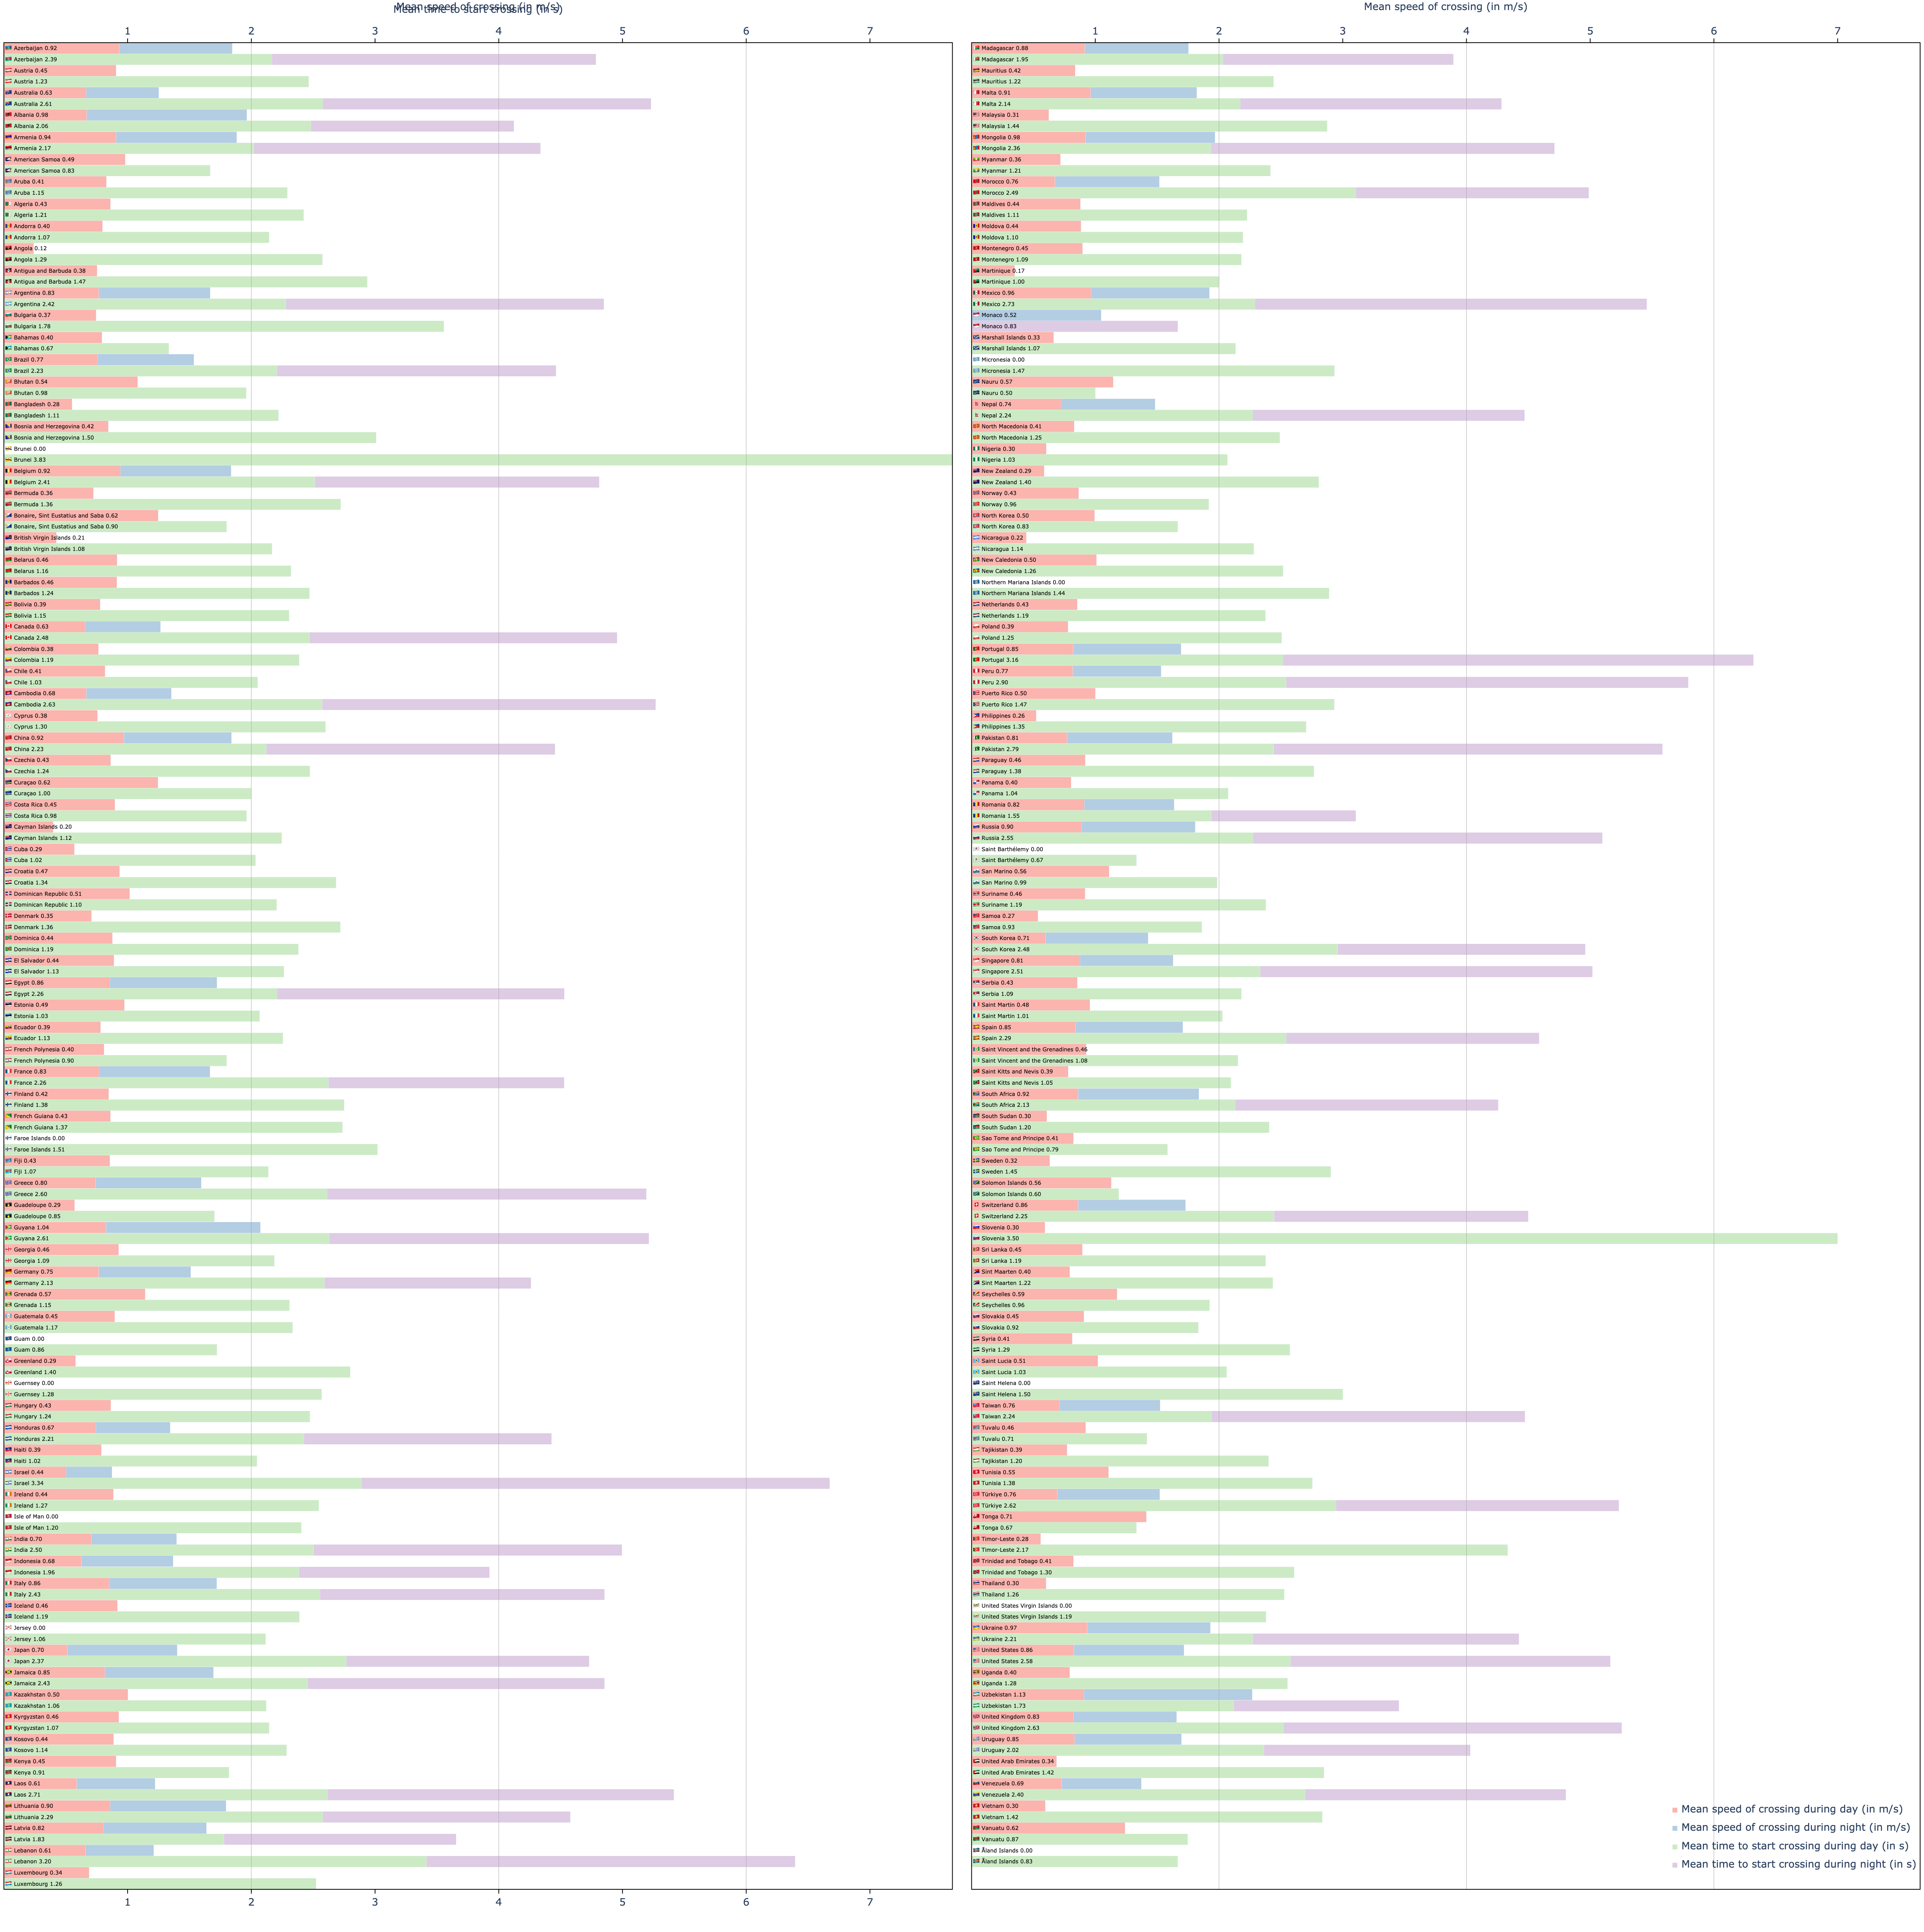 Mean speed of crossing (in m/s)
Mean time to start crossing (in s)
Mean speed of crossing (in m/s)
1 2 3 4 5 6 7
1 2 3 4 5 6 7
Azerbaijan 0.92
Azerbaijan 2.39
Austria 0.45
Austria 1.23
Australia 0.63
Australia 2.61
Albania 0.98
Albania 2.06
Armenia 0.94
Armenia 2.17
American Samoa 0.49
American Samoa 0.83
Aruba 0.41
Aruba 1.15
Algeria 0.43
Algeria 1.21
Andorra 0.40
Andorra 1.07
Angola 0.12
Angola 1.29
Antigua and Barbuda 0.38
Antigua and Barbuda 1.47
Argentina 0.83
Argentina 2.42
Bulgaria 0.37
Bulgaria 1.78
Bahamas 0.40
Bahamas 0.67
Brazil 0.77
Brazil 2.23
Bhutan 0.54
Bhutan 0.98
Bangladesh 0.28
Bangladesh 1.11
Bosnia and Herzegovina 0.42
Bosnia and Herzegovina 1.50
Brunei 0.00
Brunei 3.83
Belgium 0.92
Belgium 2.41
Bermuda 0.36
Bermuda 1.36
Bonaire, Sint Eustatius and Saba 0.62
Bonaire, Sint Eustatius and Saba 0.90
British Virgin Islands 0.21
British Virgin Islands 1.08
Belarus 0.46
Belarus 1.16
Barbados 0.46
Barbados 1.24
Bolivia 0.39
Bolivia 1.15
Canada 0.63
Canada 2.48
Colombia 0.38
Colombia 1.19
Chile 0.41
Chile 1.03
Cambodia 0.68
Cambodia 2.63
Cyprus 0.38
Cyprus 1.30
China 0.92
China 2.23
Czechia 0.43
Czechia 1.24
Curaçao 0.62
Curaçao 1.00
Costa Rica 0.45
Costa Rica 0.98
Cayman Islands 0.20
Cayman Islands 1.12
Cuba 0.29
Cuba 1.02
Croatia 0.47
Croatia 1.34
Dominican Republic 0.51
Dominican Republic 1.10
Denmark 0.35
Denmark 1.36
Dominica 0.44
Dominica 1.19
El Salvador 0.44
El Salvador 1.13
Egypt 0.86
Egypt 2.26
Estonia 0.49
Estonia 1.03
Ecuador 0.39
Ecuador 1.13
French Polynesia 0.40
French Polynesia 0.90
France 0.83
France 2.26
Finland 0.42
Finland 1.38
French Guiana 0.43
French Guiana 1.37
Faroe Islands 0.00
Faroe Islands 1.51
Fiji 0.43
Fiji 1.07
Greece 0.80
Greece 2.60
Guadeloupe 0.29
Guadeloupe 0.85
Guyana 1.04
Guyana 2.61
Georgia 0.46
Georgia 1.09
Germany 0.75
Germany 2.13
Grenada 0.57
Grenada 1.15
Guatemala 0.45
Guatemala 1.17
Guam 0.00
Guam 0.86
Greenland 0.29
Greenland 1.40
Guernsey 0.00
Guernsey 1.28
Hungary 0.43
Hungary 1.24
Honduras 0.67
Honduras 2.21
Haiti 0.39
Haiti 1.02
Israel 0.44
Israel 3.34
Ireland 0.44
Ireland 1.27
Isle of Man 0.00
Isle of Man 1.20
India 0.70
India 2.50
Indonesia 0.68
Indonesia 1.96
Italy 0.86
Italy 2.43
Iceland 0.46
Iceland 1.19
Jersey 0.00
Jersey 1.06
Japan 0.70
Japan 2.37
Jamaica 0.85
Jamaica 2.43
Kazakhstan 0.50
Kazakhstan 1.06
Kyrgyzstan 0.46
Kyrgyzstan 1.07
Kosovo 0.44
Kosovo 1.14
Kenya 0.45
Kenya 0.91
Laos 0.61
Laos 2.71
Lithuania 0.90
Lithuania 2.29
Latvia 0.82
Latvia 1.83
Lebanon 0.61
Lebanon 3.20
Luxembourg 0.34
Luxembourg 1.26
Madagascar 0.88
Madagascar 1.95
Mauritius 0.42
Mauritius 1.22
Malta 0.91
Malta 2.14
Malaysia 0.31
Malaysia 1.44
Mongolia 0.98
Mongolia 2.36
Myanmar 0.36
Myanmar 1.21
Morocco 0.76
Morocco 2.49
Maldives 0.44
Maldives 1.11
Moldova 0.44
Moldova 1.10
Montenegro 0.45
Montenegro 1.09
Martinique 0.17
Martinique 1.00
Mexico 0.96
Mexico 2.73
Monaco 0.52
Monaco 0.83
Marshall Islands 0.33
Marshall Islands 1.07
Micronesia 0.00
Micronesia 1.47
Nauru 0.57
Nauru 0.50
Nepal 0.74
Nepal 2.24
North Macedonia 0.41
North Macedonia 1.25
Nigeria 0.30
Nigeria 1.03
New Zealand 0.29
New Zealand 1.40
Norway 0.43
Norway 0.96
North Korea 0.50
North Korea 0.83
Nicaragua 0.22
Nicaragua 1.14
New Caledonia 0.50
New Caledonia 1.26
Northern Mariana Islands 0.00
Northern Mariana Islands 1.44
Netherlands 0.43
Netherlands 1.19
Poland 0.39
Poland 1.25
Portugal 0.85
Portugal 3.16
Peru 0.77
Peru 2.90
Puerto Rico 0.50
Puerto Rico 1.47
Philippines 0.26
Philippines 1.35
Pakistan 0.81
Pakistan 2.79
Paraguay 0.46
Paraguay 1.38
Panama 0.40
Panama 1.04
Romania 0.82
Romania 1.55
Russia 0.90
Russia 2.55
Saint Barthélemy 0.00
Saint Barthélemy 0.67
San Marino 0.56
San Marino 0.99
Suriname 0.46
Suriname 1.19
Samoa 0.27
Samoa 0.93
South Korea 0.71
South Korea 2.48
Singapore 0.81
Singapore 2.51
Serbia 0.43
Serbia 1.09
Saint Martin 0.48
Saint Martin 1.01
Spain 0.85
Spain 2.29
Saint Vincent and the Grenadines 0.46
Saint Vincent and the Grenadines 1.08
Saint Kitts and Nevis 0.39
Saint Kitts and Nevis 1.05
South Africa 0.92
South Africa 2.13
South Sudan 0.30
South Sudan 1.20
Sao Tome and Principe 0.41
Sao Tome and Principe 0.79
Sweden 0.32
Sweden 1.45
Solomon Islands 0.56
Solomon Islands 0.60
Switzerland 0.86
Switzerland 2.25
Slovenia 0.30
Slovenia 3.50
Sri Lanka 0.45
Sri Lanka 1.19
Sint Maarten 0.40
Sint Maarten 1.22
Seychelles 0.59
Seychelles 0.96
Slovakia 0.45
Slovakia 0.92
Syria 0.41
Syria 1.29
Saint Lucia 0.51
Saint Lucia 1.03
Saint Helena 0.00
Saint Helena 1.50
Taiwan 0.76
Taiwan 2.24
Tuvalu 0.46
Tuvalu 0.71
Tajikistan 0.39
Tajikistan 1.20
Tunisia 0.55
Tunisia 1.38
Türkiye 0.76
Türkiye 2.62
Tonga 0.71
Tonga 0.67
Timor-Leste 0.28
Timor-Leste 2.17
Trinidad and Tobago 0.41
Trinidad and Tobago 1.30
Thailand 0.30
Thailand 1.26
United States Virgin Islands 0.00
United States Virgin Islands 1.19
Ukraine 0.97
Ukraine 2.21
United States 0.86
United States 2.58
Uganda 0.40
Uganda 1.28
Uzbekistan 1.13
Uzbekistan 1.73
United Kingdom 0.83
United Kingdom 2.63
Uruguay 0.85
Uruguay 2.02
United Arab Emirates 0.34
United Arab Emirates 1.42
Venezuela 0.69
Venezuela 2.40
Vietnam 0.30
Vietnam 1.42
Vanuatu 0.62
Vanuatu 0.87
Åland Islands 0.00
Åland Islands 0.83
Mean speed of crossing during day (in m/s)
Mean speed of crossing during night (in m/s)
Mean time to start crossing during day (in s)
Mean time to start crossing during night (in s)
1 2 3 4 5 6 7